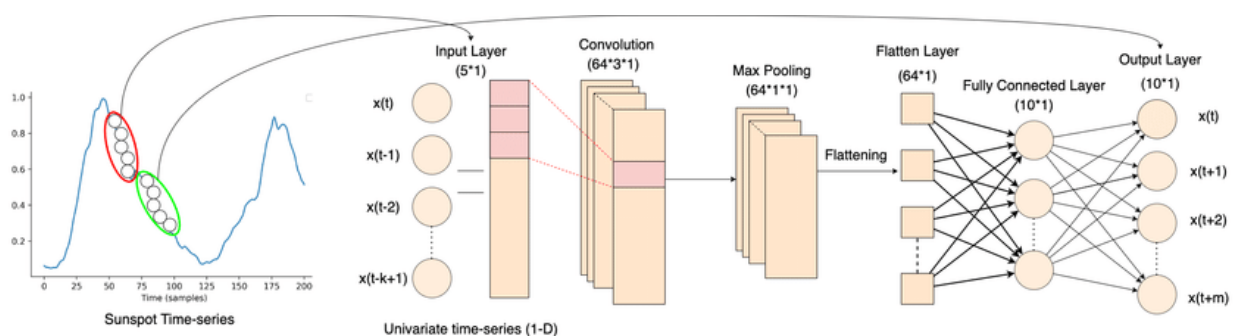 1.0
0.8
0.6
0.4
0.2
0 25 50 75 100 125 150 175 200
Time (samples)
Sunspot Time-series
Input Layer
(5*1)
x(t)
x(t-1)
x(t-2)
x(t-k+1)
Univariate time-series (1-D)
Convolution
(64*3*1)
Max Pooling
(64*1*1)
Flattening
Flatten Layer
(64*1)
Fully Connected Layer
(10*1)
Output Layer
(10*1)
x(t)
x(t+1)
x(t+2)
x(t+m)